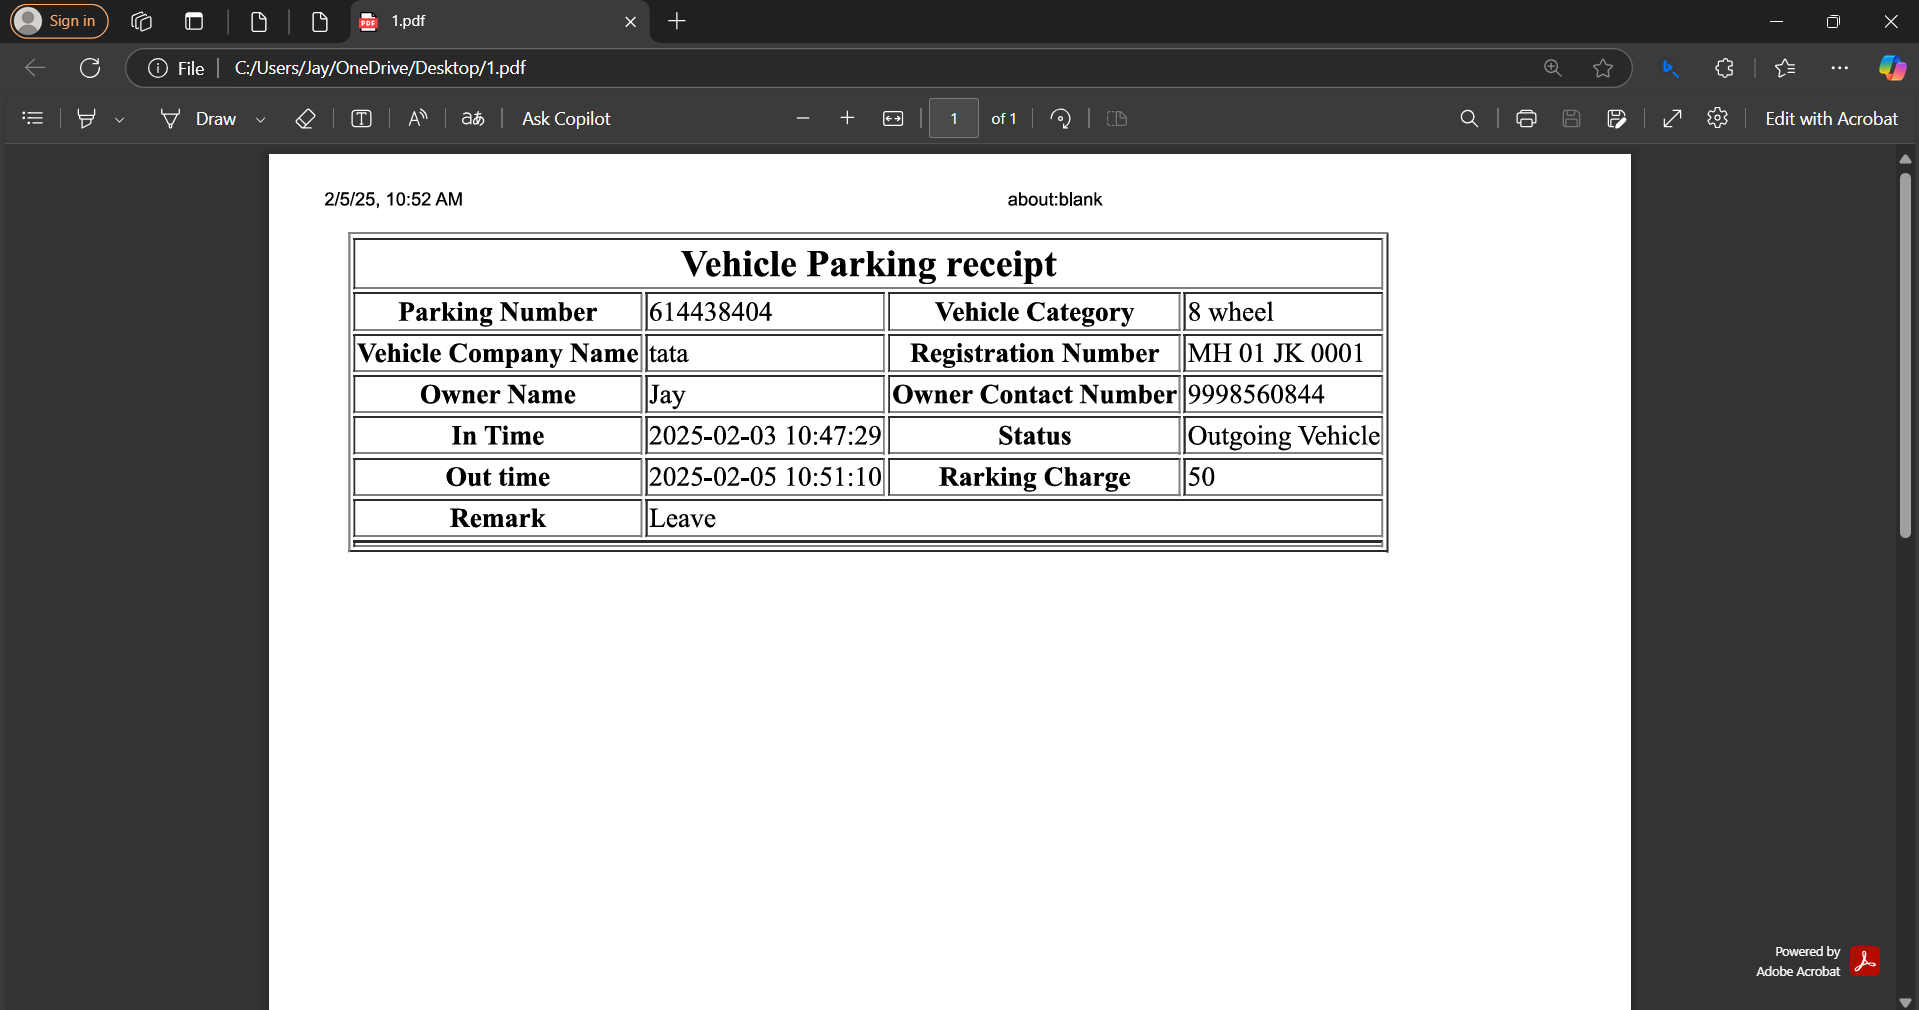 Sign in
1.pdf
File C:/Users/Jay/OneDrive/Desktop/1.pdf
Draw
aあ
Ask Copilot
1 of 1
Edit with Acrobat
2/5/25, 10:52 AM about:blank
Vehicle Parking receipt
Parking Number 614438404 Vehicle Category 8 wheel
Vehicle Company Name tata Registration Number MH 01 JK 0001
Owner Name Jay Owner Contact Number 9998560844
In Time 2025-02-03 10:47:29 Status Outgoing Vehicle
Out time 2025-02-05 10:51:10 Rarking Charge 50
Remark Leave
Powered by
Adobe Acrobat